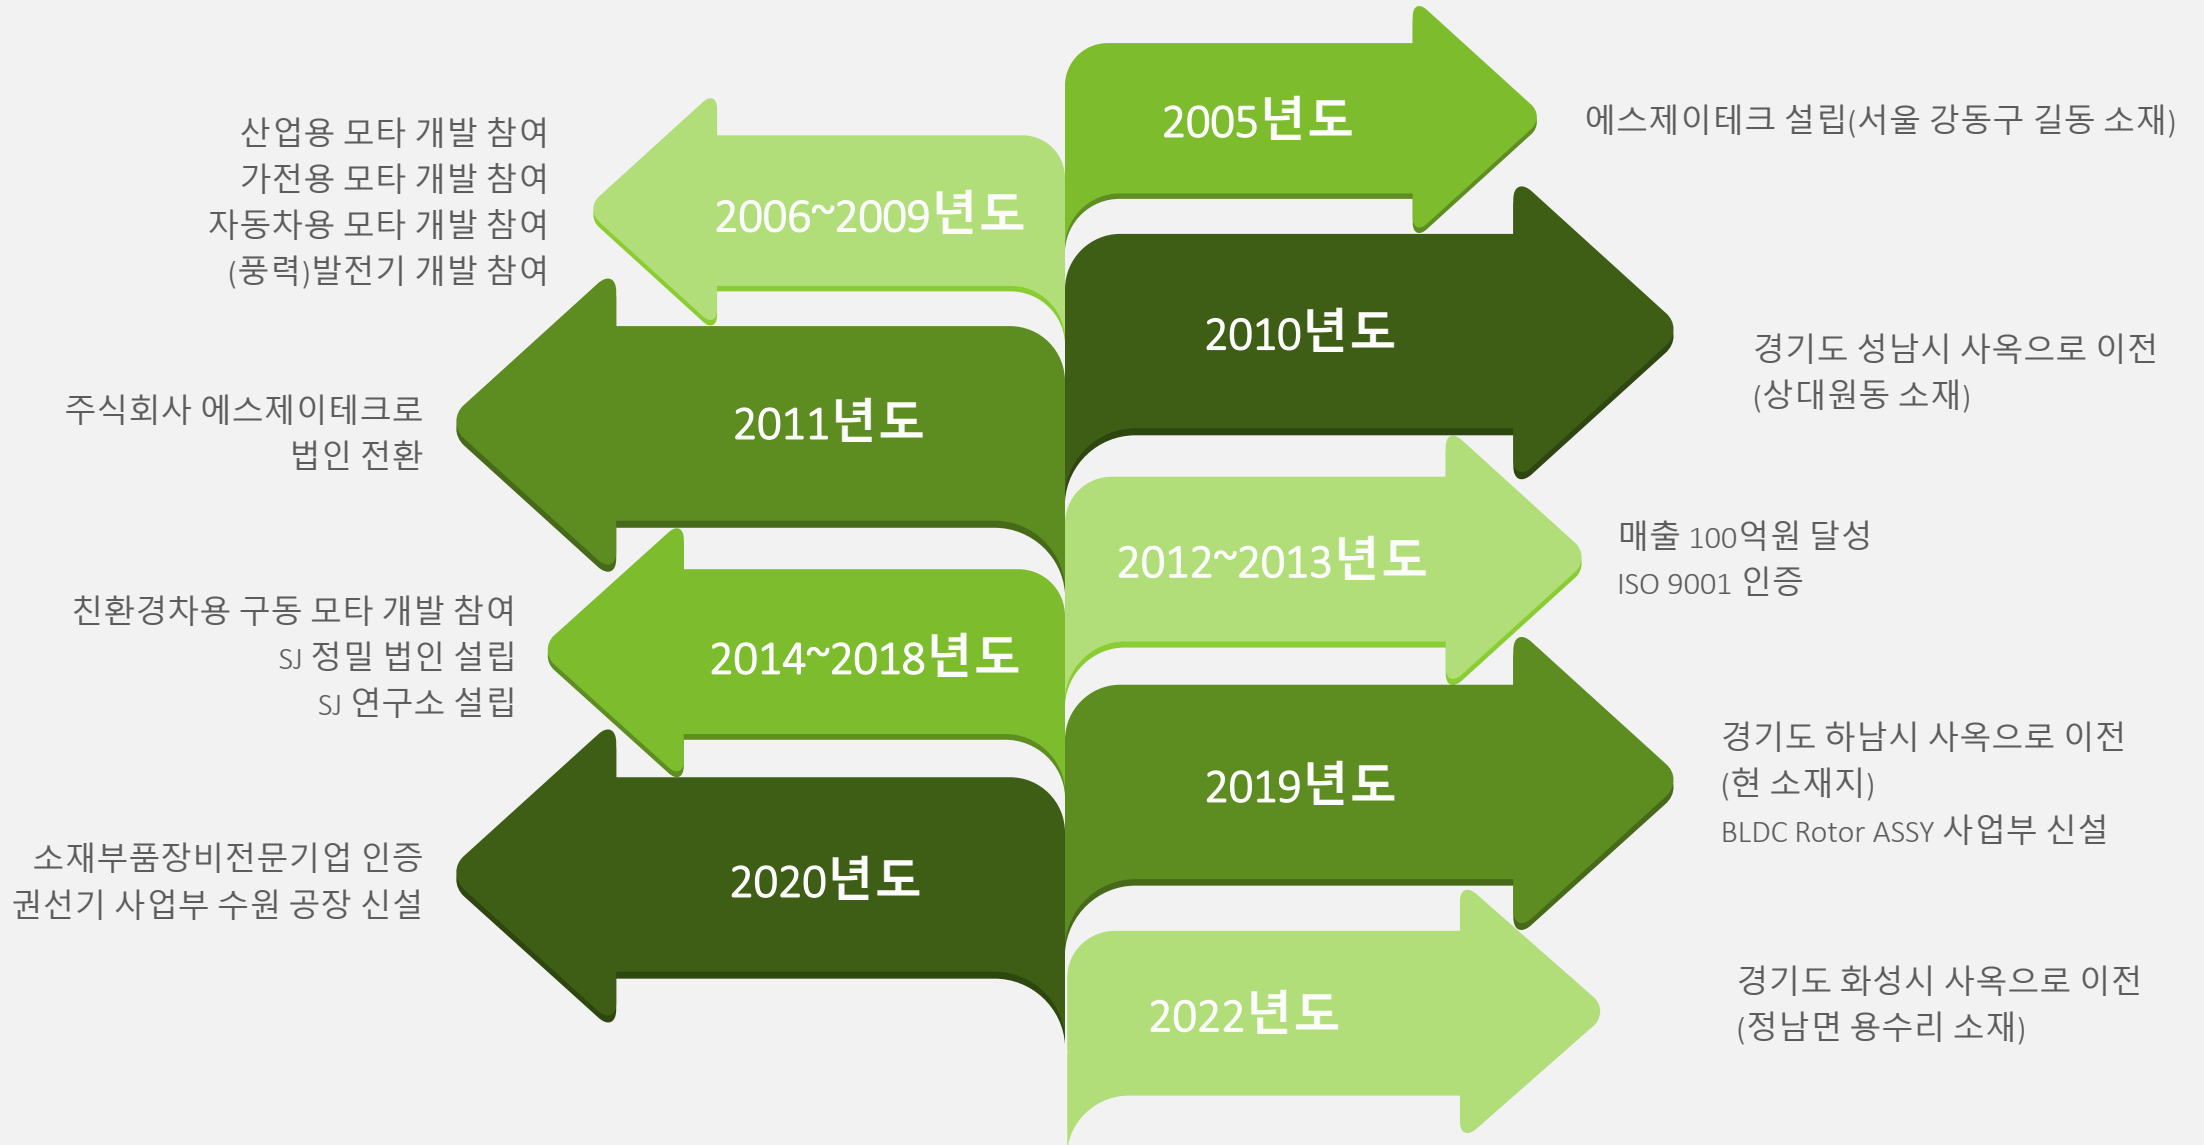 2005년도
에스제이테크 설립(서울 강동구 길동 소재)
2006~2009년도
산업용 모타 개발 참여
가전용 모타 개발 참여
자동차용 모타 개발 참여
(풍력)발전기 개발 참여
2010년도
경기도 성남시 사옥으로 이전
(상대원동 소재)
2011년도
주식회사 에스제이테크로
법인 전환
2012~2013년도
매출 100억원 달성
ISO 9001 인증
2014~2018년도
친환경차용 구동 모타 개발 참여
SJ 정밀 법인 설립
SJ 연구소 설립
2019년도
경기도 하남시 사옥으로 이전
(현 소재지)
BLDC Rotor ASSY 사업부 신설
2020년도
소재부품장비전문기업 인증
권선기 사업부 수원 공장 신설
2022년도
경기도 화성시 사옥으로 이전
(정남면 용수리 소재)